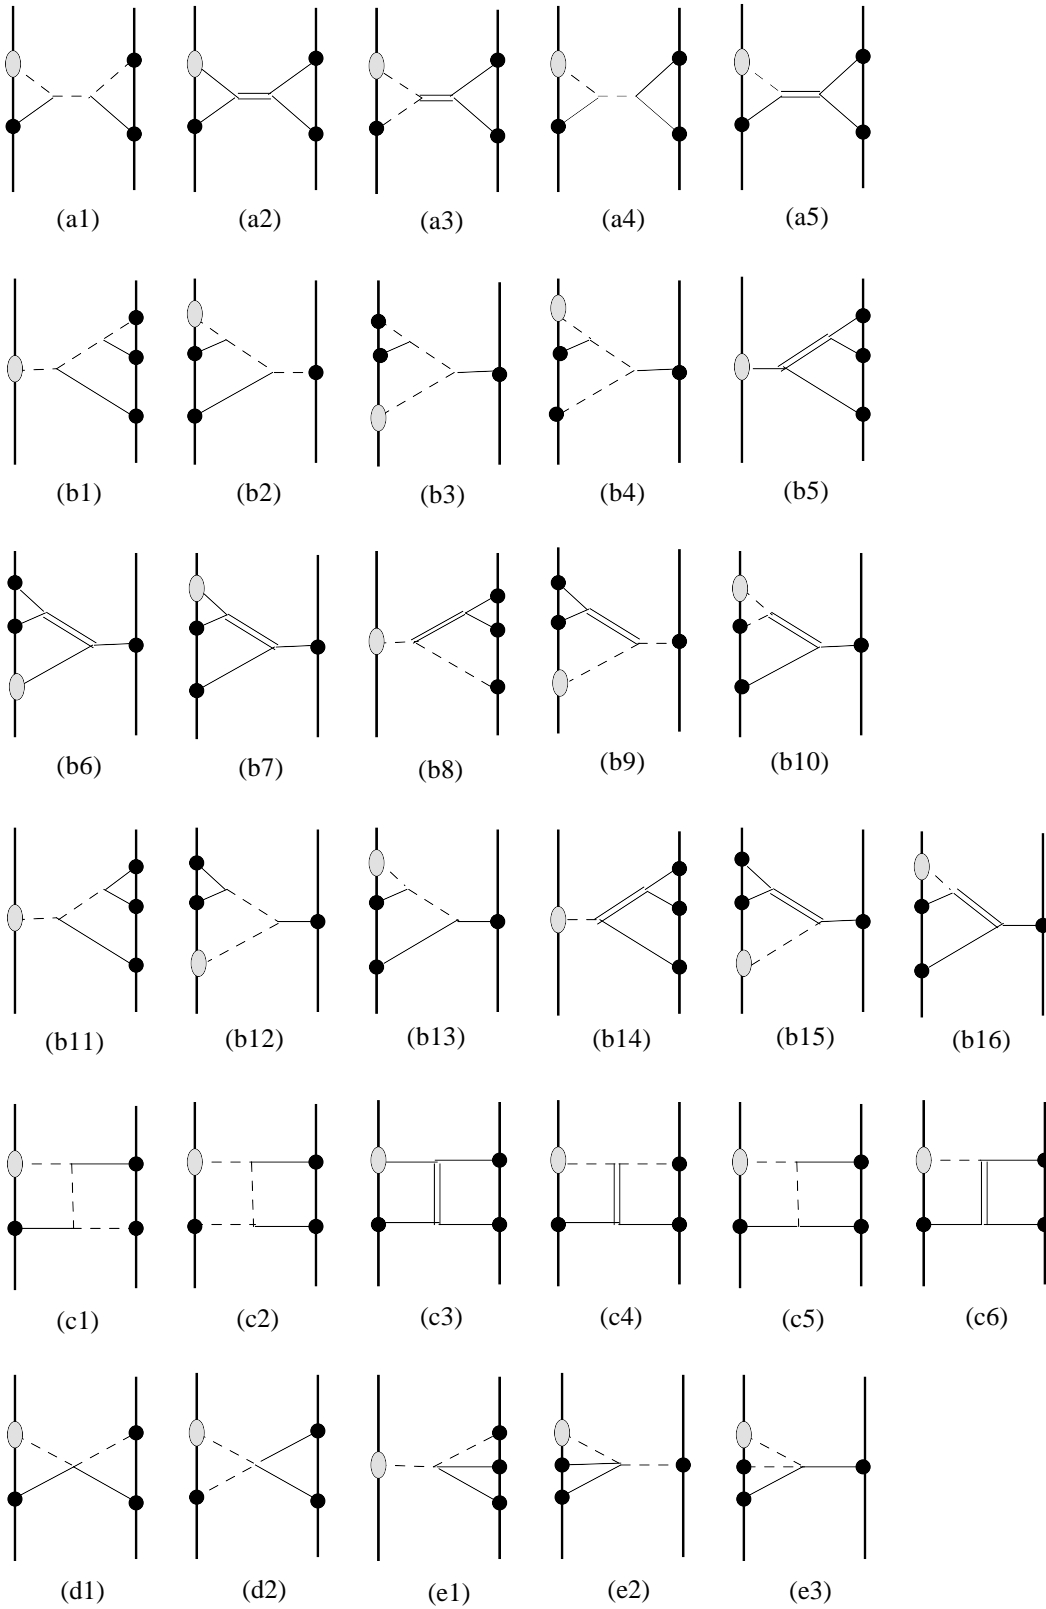 (a1) (a2) (a3) (a4) (a5)
(b1) (b2) (b3) (b4) (b5)
(b6) (b7) (b8) (b9) (b10)
(b11) (b12) (b13) (b14) (b15) (b16)
(c1) (c2) (c3) (c4) (c5) (c6)
(d1) (d2) (e1) (e2) (e3)